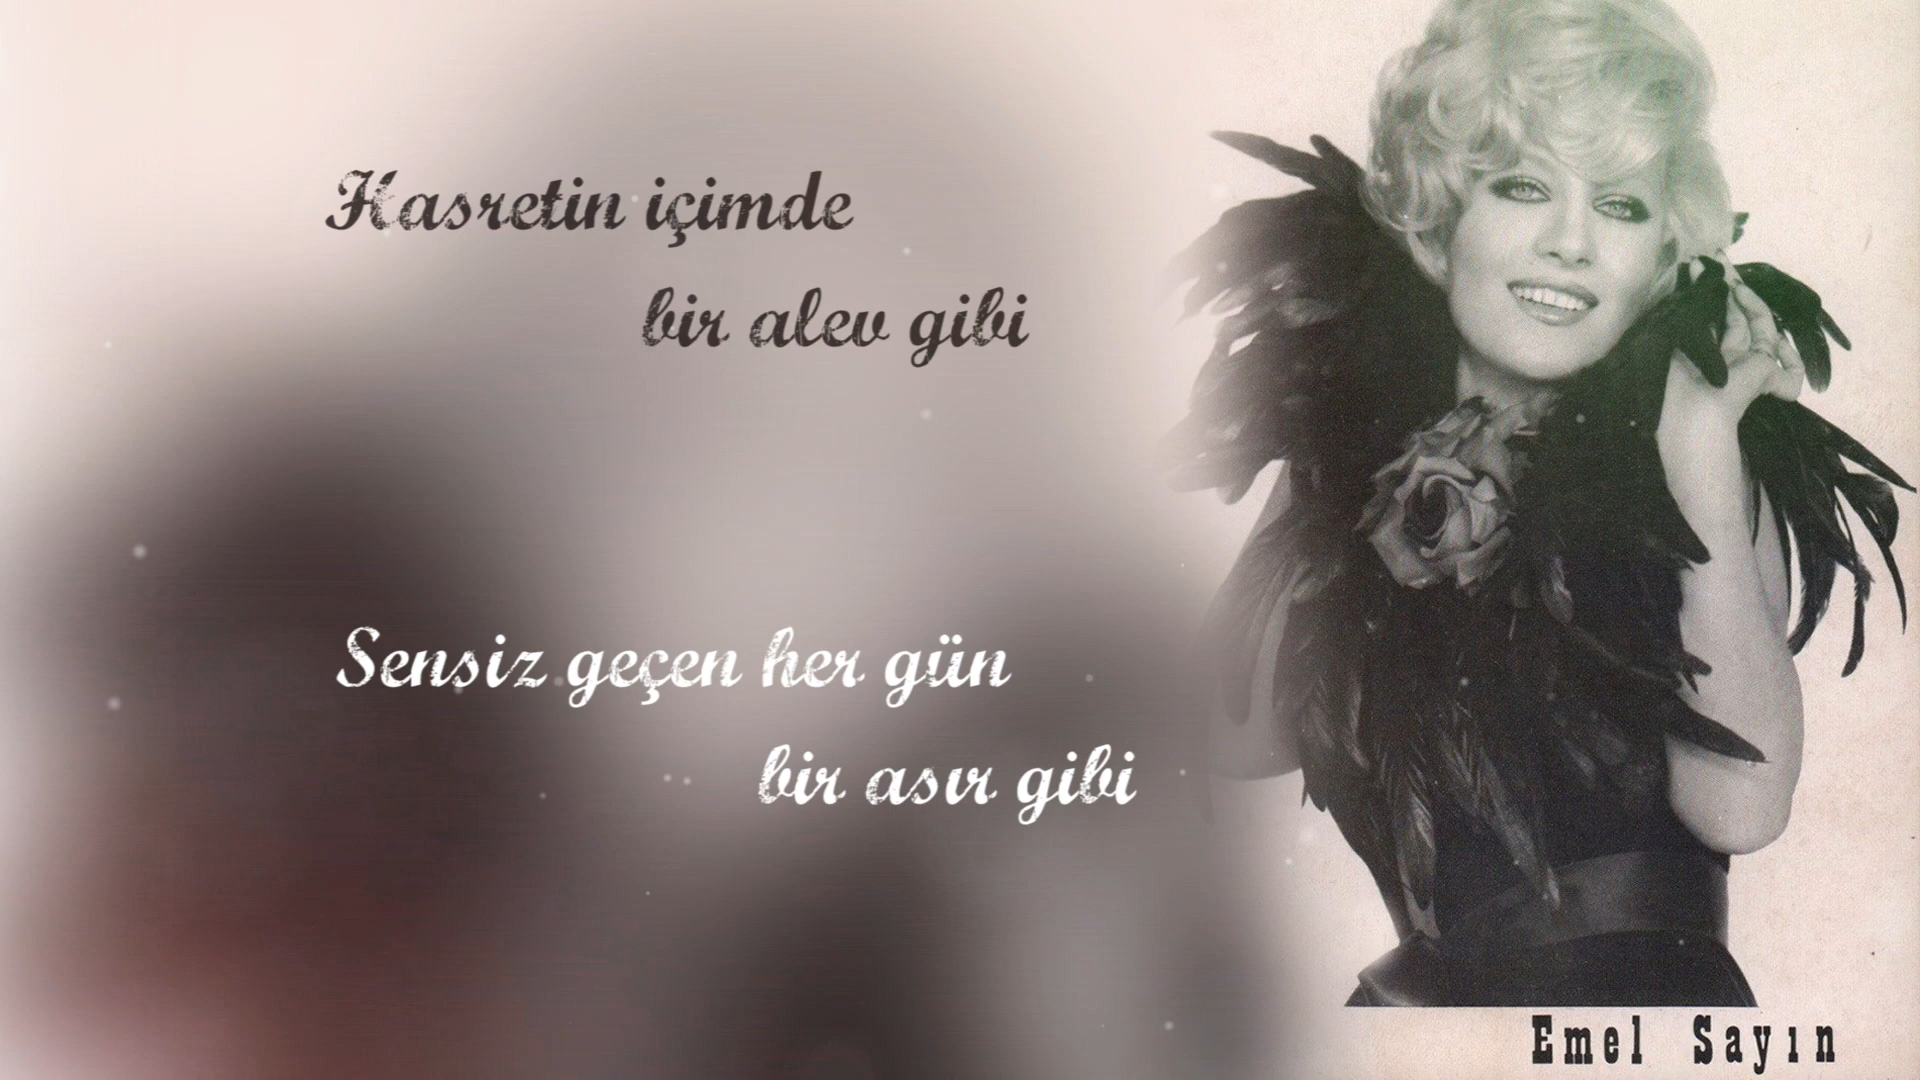 Hasretin içimde
bir alev gibi
Sensiz geçen her gün
bir asır gibi
Emel Sayın